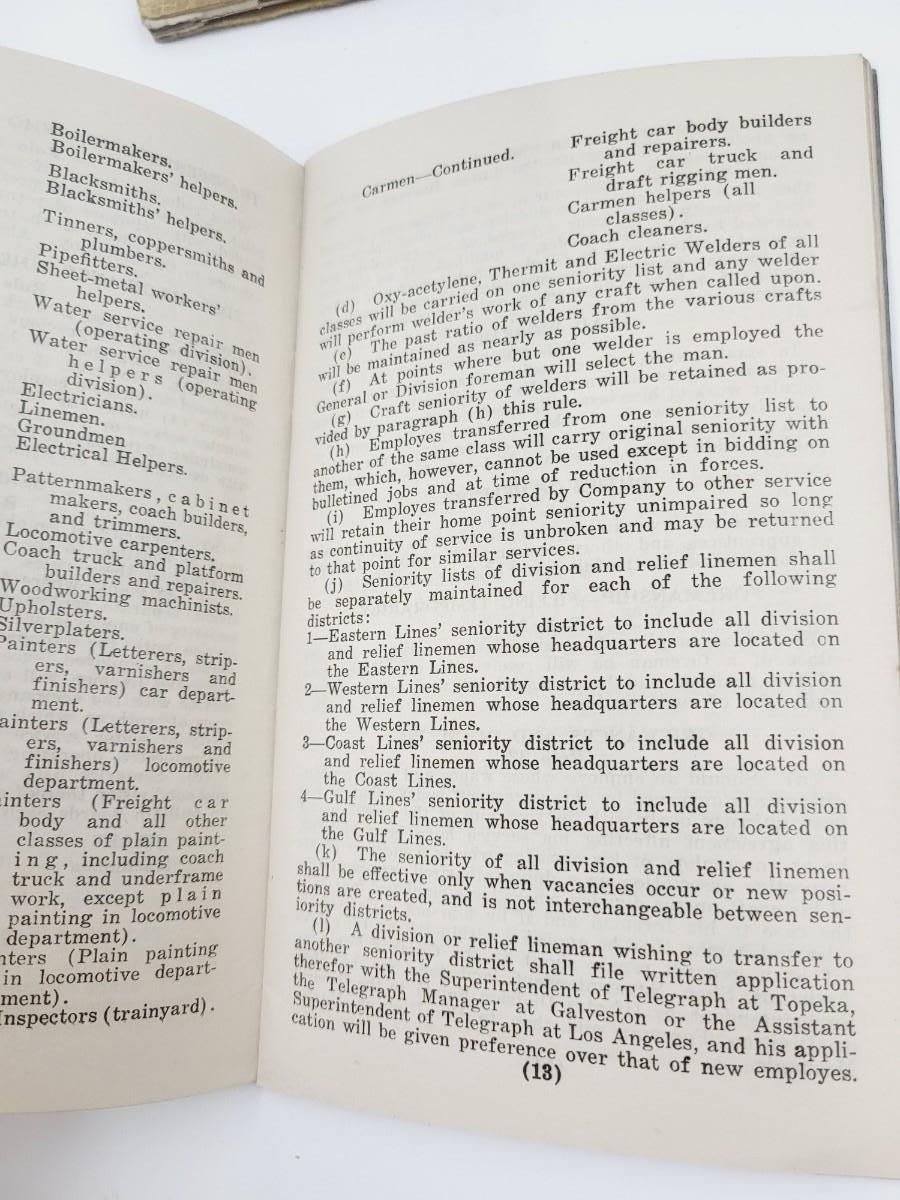 Boilermakers.
Boilermakers' helpers.
Blacksmiths.
Blacksmiths' helpers.
Tinners, coppersmiths and
plumbers.
Pipefitters.
Sheet-metal workers'
helpers.
Water service repair men
(operating division).
Water service repair men
helpers (operating
division).
Electricians.
Linemen.
Groundmen
Electrical Helpers.
Patternmakers, cabinet
makers, coach builders,
and trimmers.
Locomotive carpenters.
Coach truck and platform
builders and repairers.
Woodworking machinists.
Upholsters.
Silverplaters.
Painters (Letterers, strip-
ers, varnishers and
finishers) car depart-
ment.
ainters (Letterers, strip-
ers, varnishers and
finishers) locomotive
department.
inters (Freight car
body and all other
classes of plain paint-
ing, including coach
truck and underframe
work, except plain
painting in locomotive
department).
nters (Plain painting
in locomotive depart-
ment).
Inspectors (trainyard).
Carmen—Continued.
Freight car body builders
and repairers.
Freight car truck and
draft rigging men.
Carmen helpers (all
classes).
Coach cleaners.
(d) Oxy-acetylene, Thermit and Electric Welders of all
classes will be carried on one seniority list and any welder
will perform welder's work of any craft when called upon.
(e) The past ratio of welders from the various crafts
will be maintained as nearly as possible.
(f) At points where but one welder is employed the
General or Division foreman will select the man.
(g) Craft seniority of welders will be retained as pro-
vided by paragraph (h) this rule.
(h) Employes transferred from one seniority list to
another of the same class will carry original seniority with
them, which, however, cannot be used except in bidding on
bulletined jobs and at time of reduction in forces.
(i) Employes transferred by Company to other service
will retain their home point seniority unimpaired so long
as continuity of service is unbroken and may be returned
to that point for similar services.
(j) Seniority lists of division and relief linemen shall
be separately maintained for each of the following
districts:
1—Eastern Lines' seniority district to include all division
and relief linemen whose headquarters are located on
the Eastern Lines.
2—Western Lines' seniority district to include all division
and relief linemen whose headquarters are located on
the Western Lines.
3—Coast Lines' seniority district to include all division
and relief linemen whose headquarters are located on
the Coast Lines.
4—Gulf Lines' seniority district to include all division
and relief linemen whose headquarters are located on
the Gulf Lines.
(k) The seniority of all division and relief linemen
shall be effective only when vacancies occur or new posi-
tions are created, and is not interchangeable between sen-
iority districts.
(l) A division or relief lineman wishing to transfer to
another seniority district shall file written application
therefor with the Superintendent of Telegraph at Topeka,
the Telegraph Manager at Galveston or the Assistant
Superintendent of Telegraph at Los Angeles, and his appli-
cation will be given preference over that of new employes.
(13)